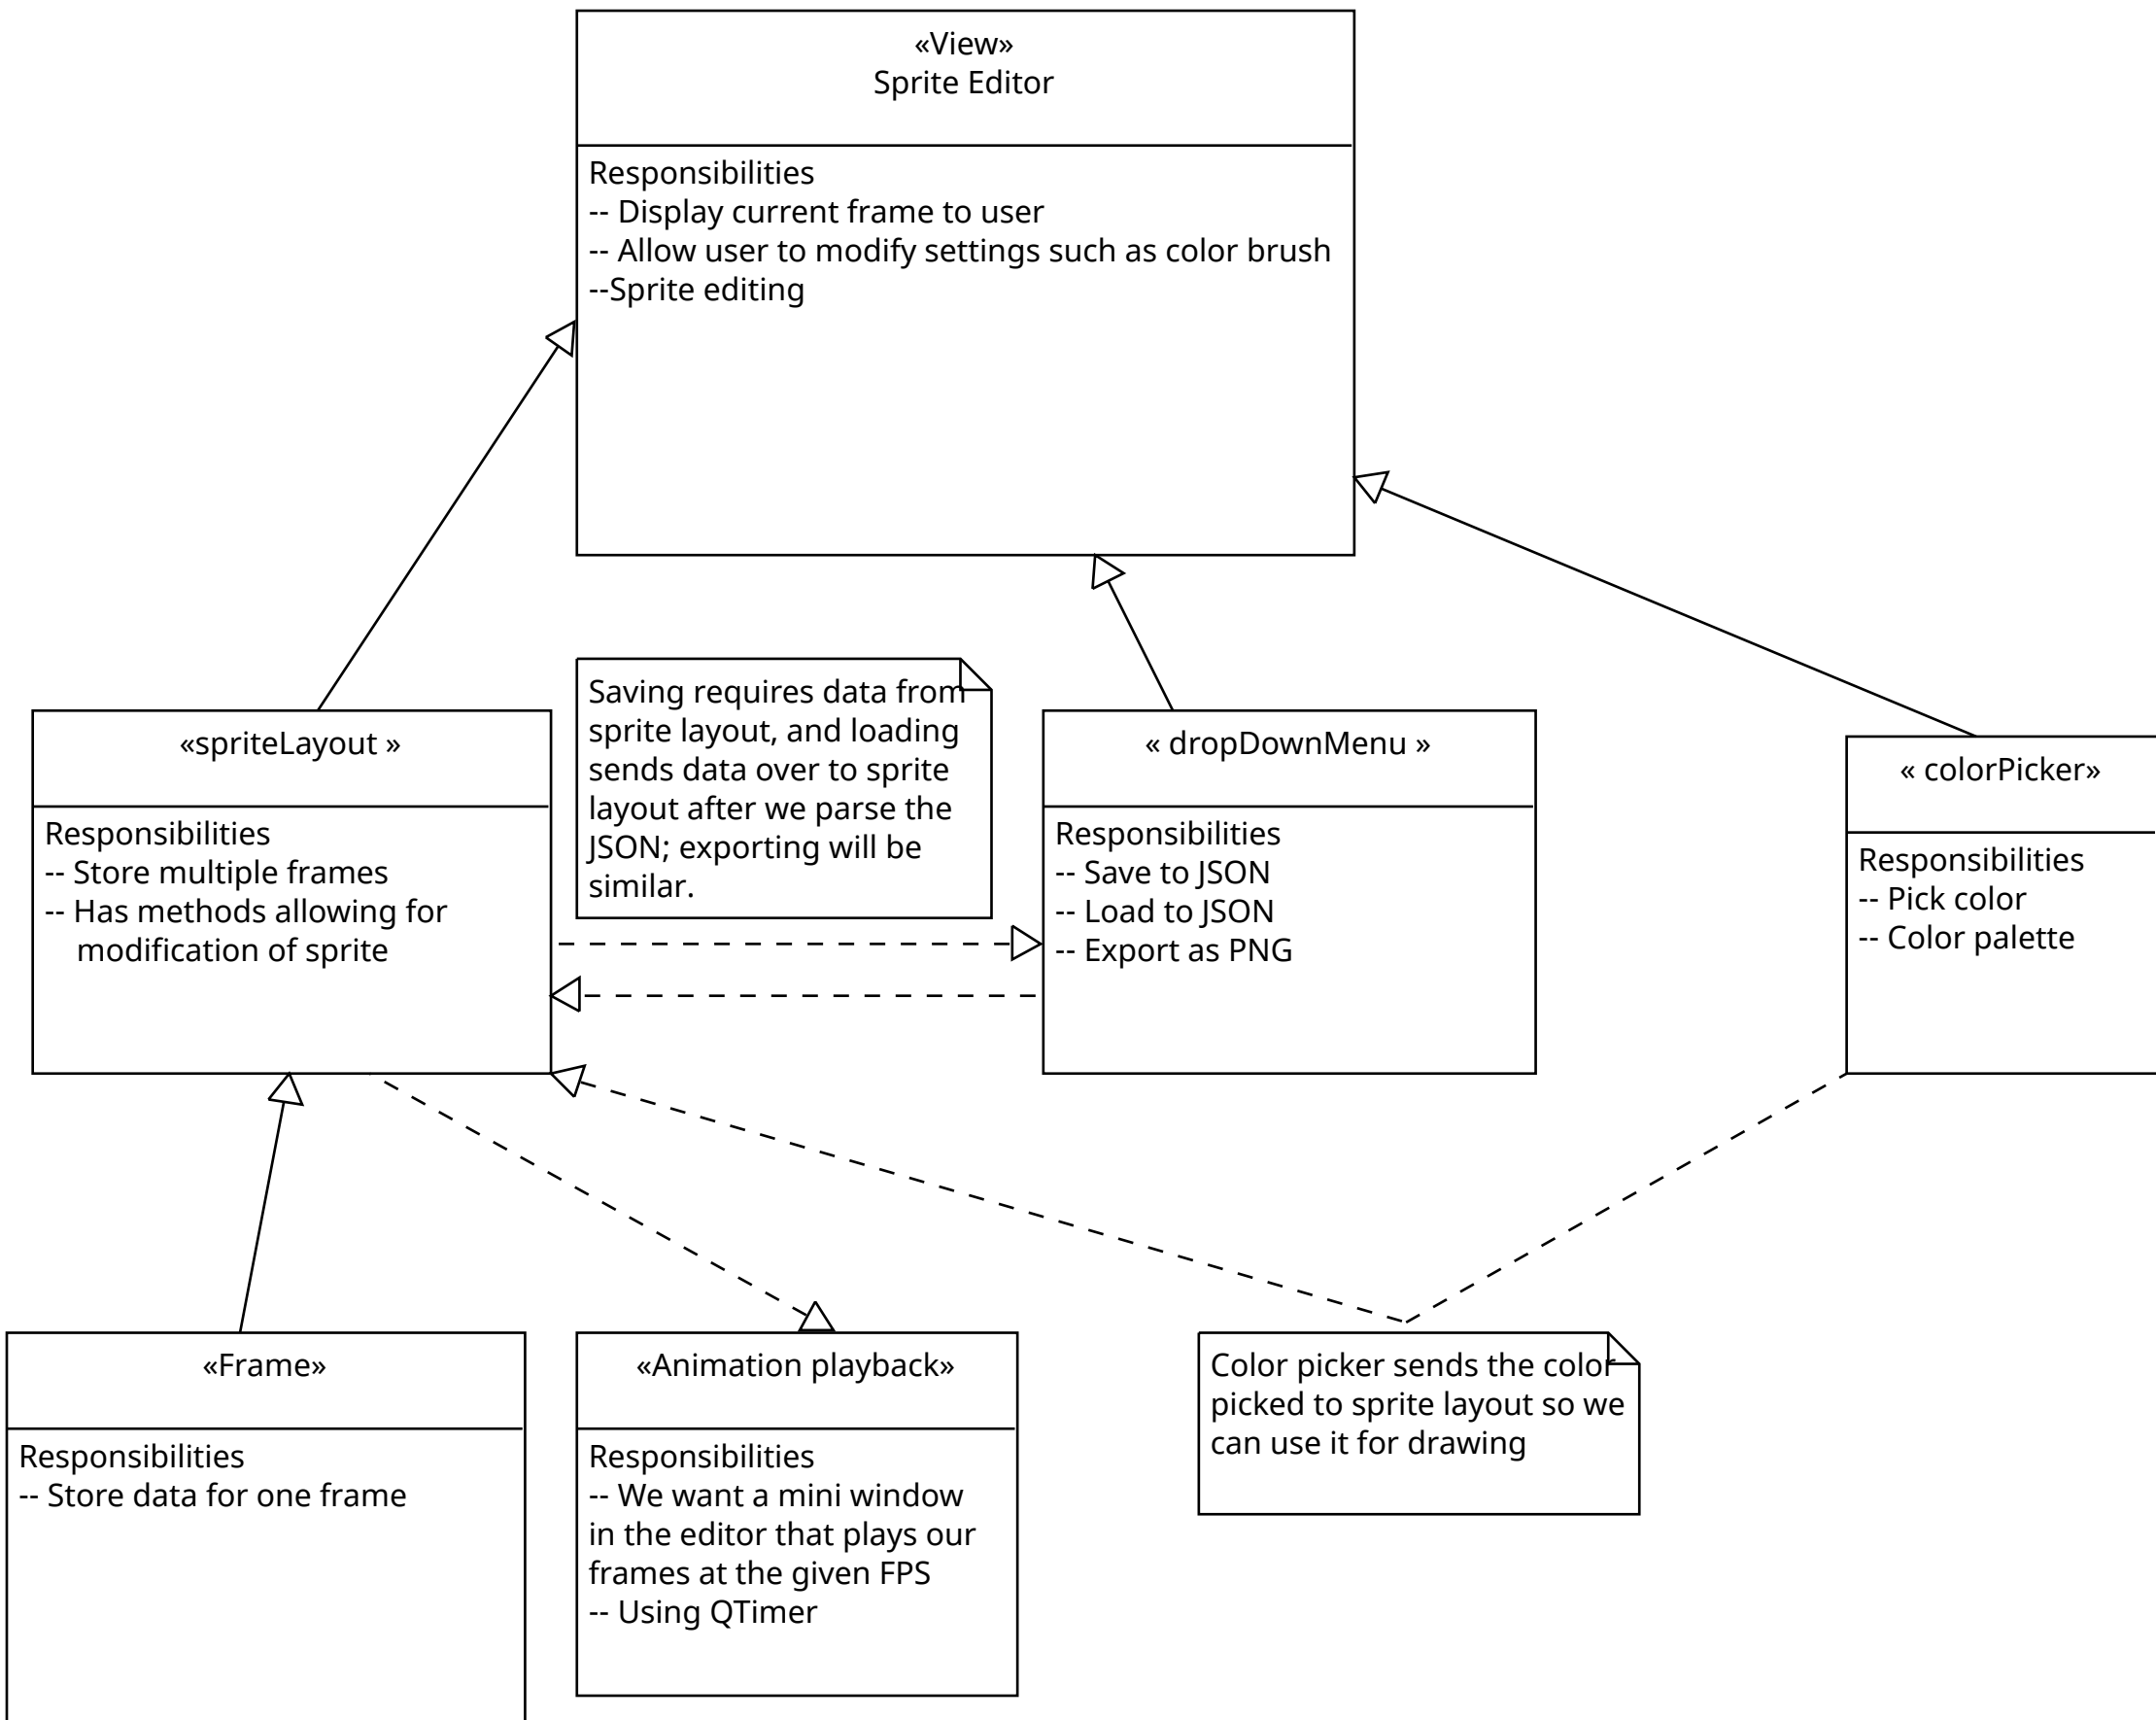 «View»
Sprite Editor
Responsibilities
-- Display current frame to user
-- Allow user to modify settings such as color brush
--Sprite editing
Saving requires data from
sprite layout, and loading
sends data over to sprite
layout after we parse the
JSON; exporting will be
similar.
«spriteLayout »
Responsibilities
-- Store multiple frames
-- Has methods allowing for
modification of sprite
« dropDownMenu »
Responsibilities
-- Save to JSON
-- Load to JSON
-- Export as PNG
« colorPicker»
Responsibilities
-- Pick color
-- Color palette
«Frame»
Responsibilities
-- Store data for one frame
«Animation playback»
Responsibilities
-- We want a mini window
in the editor that plays our
frames at the given FPS
-- Using QTimer
Color picker sends the color
picked to sprite layout so we
can use it for drawing